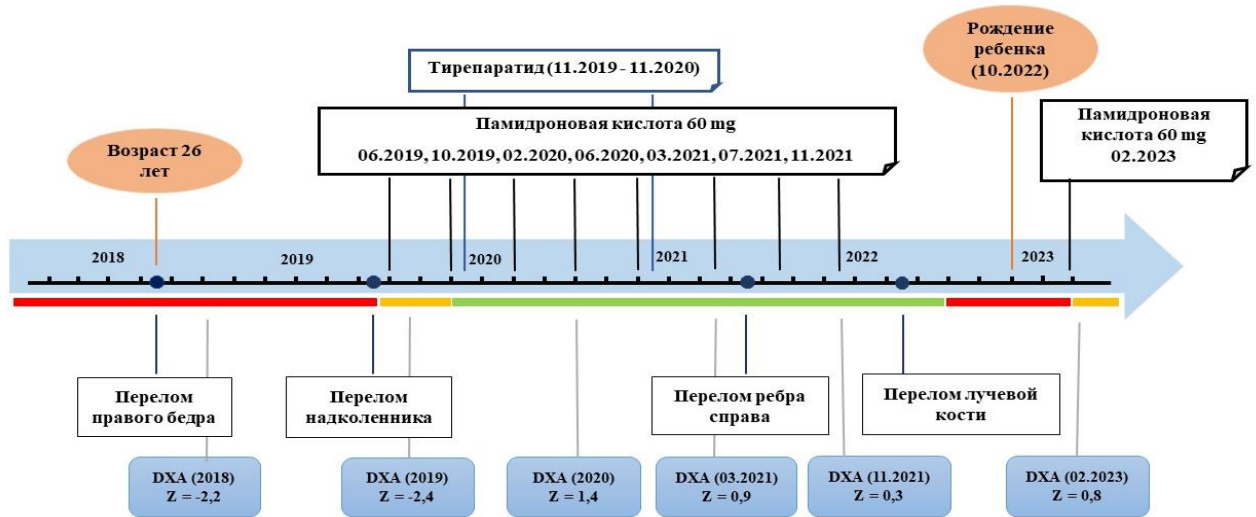 Рождение
ребенка
(10.2022)
Тирепаратид (11.2019 - 11.2020)
Памидроновая кислота 60 mg
06.2019, 10.2019, 02.2020, 06.2020, 03.2021, 07.2021, 11.2021
Памидроновая
кислота 60 mg
02.2023
Возраст 26
лет
2018
2019
2020
2021
2022
2023
Перелом
правого бедра
Перелом
надколенника
Перелом ребра
справа
Перелом лучевой
кости
DXA (2018)
Z = -2,2
DXA (2019)
Z = -2,4
DXA (2020)
Z = 1,4
DXA (03.2021)
Z = 0,9
DXA (11.2021)
Z = 0,3
DXA (02.2023)
Z = 0,8